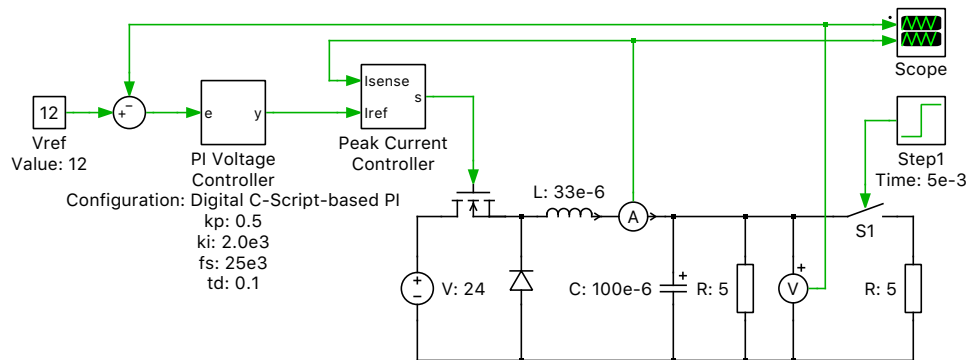 Scope
12
Vref
Value: 12
+
−
e
y
PI Voltage
Controller
Configuration: Digital C-Script-based PI
kp: 0.5
ki: 2.0e3
fs: 25e3
td: 0.1
Isense
Iref
s
Peak Current
Controller
Step1
Time: 5e-3
L: 33e-6
A
S1
V: 24
C: 100e-6
R: 5
V
R: 5